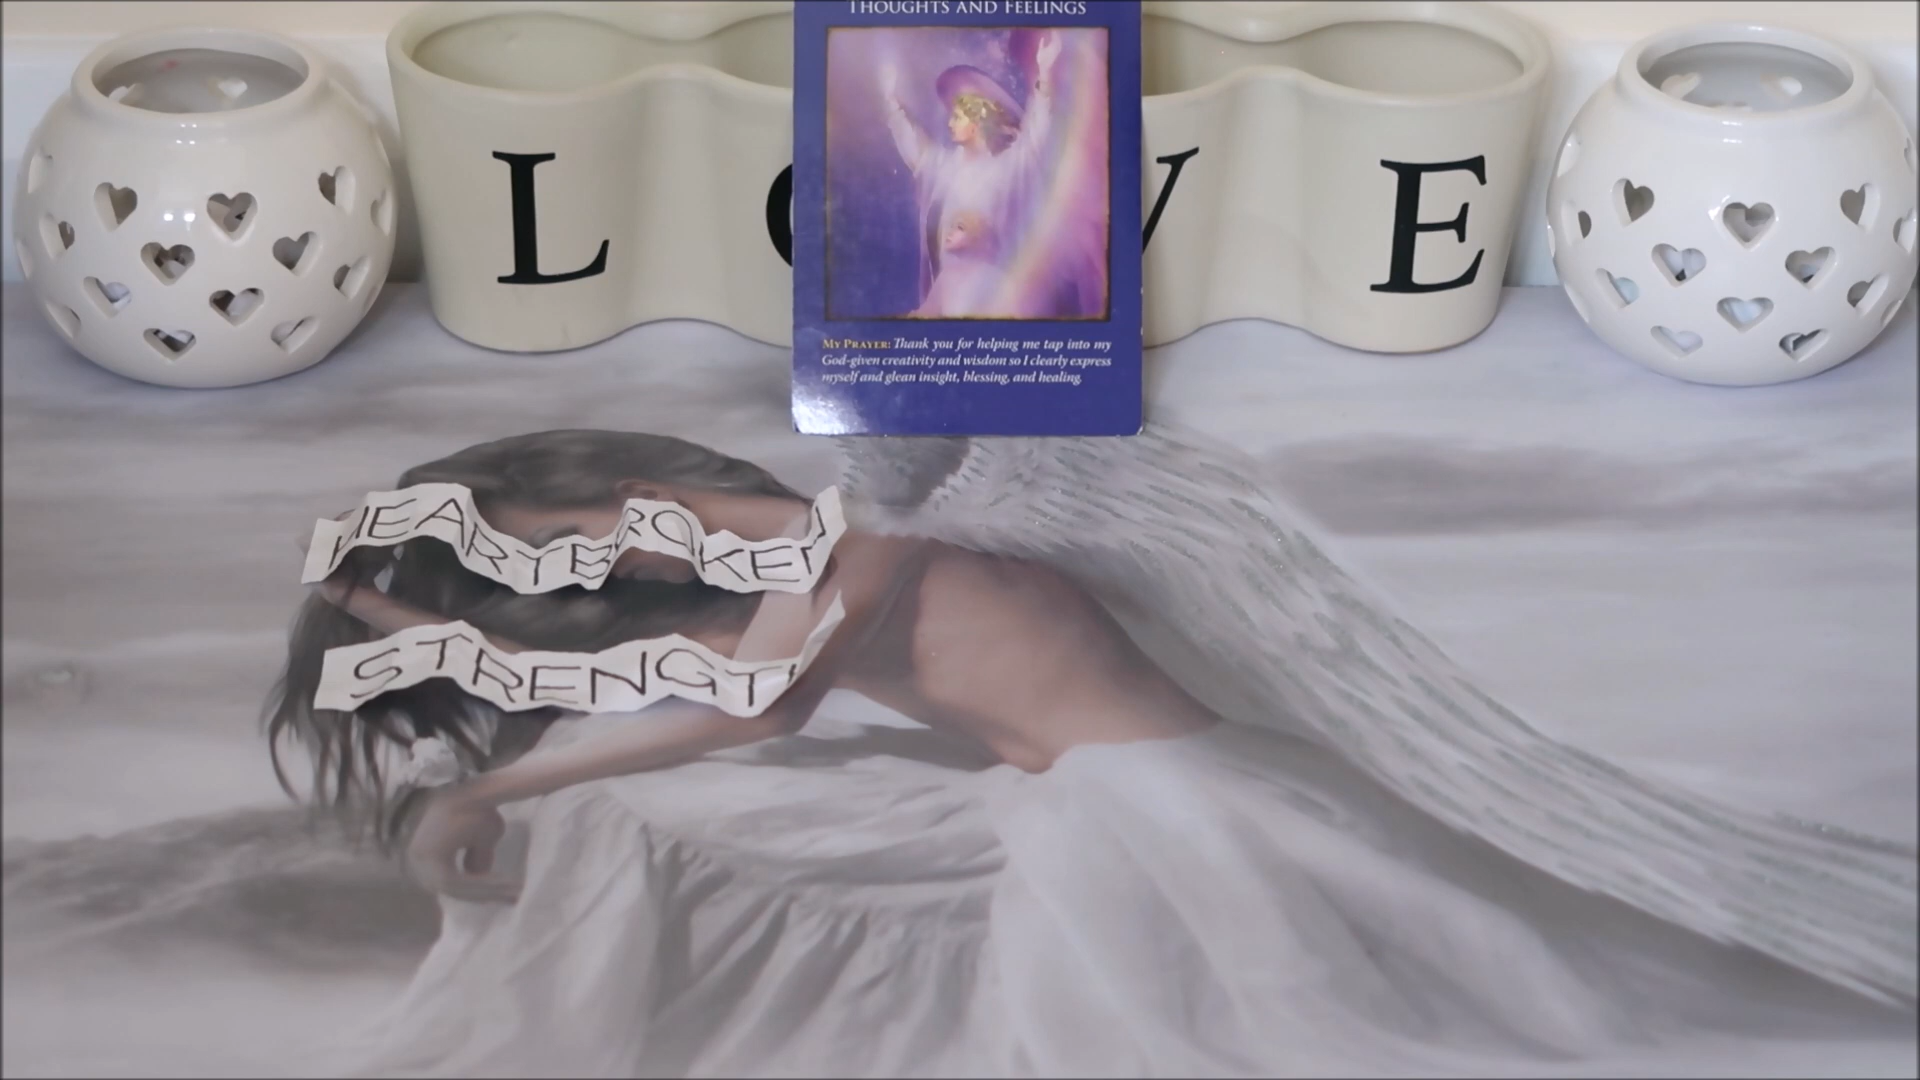 THOUGHTS AND FEELINGS
L V E
MY PRAYER: Thank you for helping me tap into my
God-given creativity and wisdom so I clearly express
myself and glean insight, blessing, and healing.
HEARTBROKEN
STRENGTH